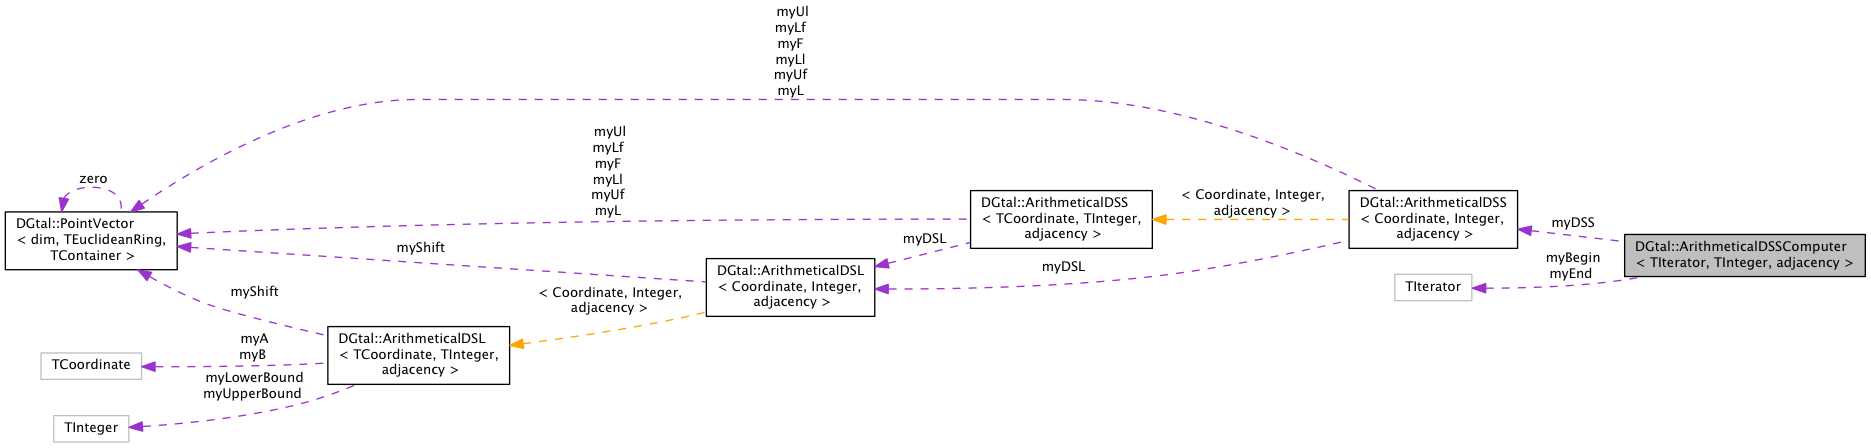 myUl
myLf
myF
myLl
myUf
myL
myUl
myLf
myF
myLl
myUf
myL
zero
DGtal::PointVector
< dim, TEuclideanRing,
TContainer >
myShift
myShift
DGtal::ArithmeticalDSS
< TCoordinate, TInteger,
adjacency >
< Coordinate, Integer,
adjacency >
DGtal::ArithmeticalDSS
< Coordinate, Integer,
adjacency >
myDSS
DGtal::ArithmeticalDSSComputer
< TIterator, TInteger, adjacency >
myDSL
myDSL
DGtal::ArithmeticalDSL
< Coordinate, Integer,
adjacency >
myBegin
myEnd
TIterator
< Coordinate, Integer,
adjacency >
DGtal::ArithmeticalDSL
< TCoordinate, TInteger,
adjacency >
myA
myB
TCoordinate
myLowerBound
myUpperBound
TInteger